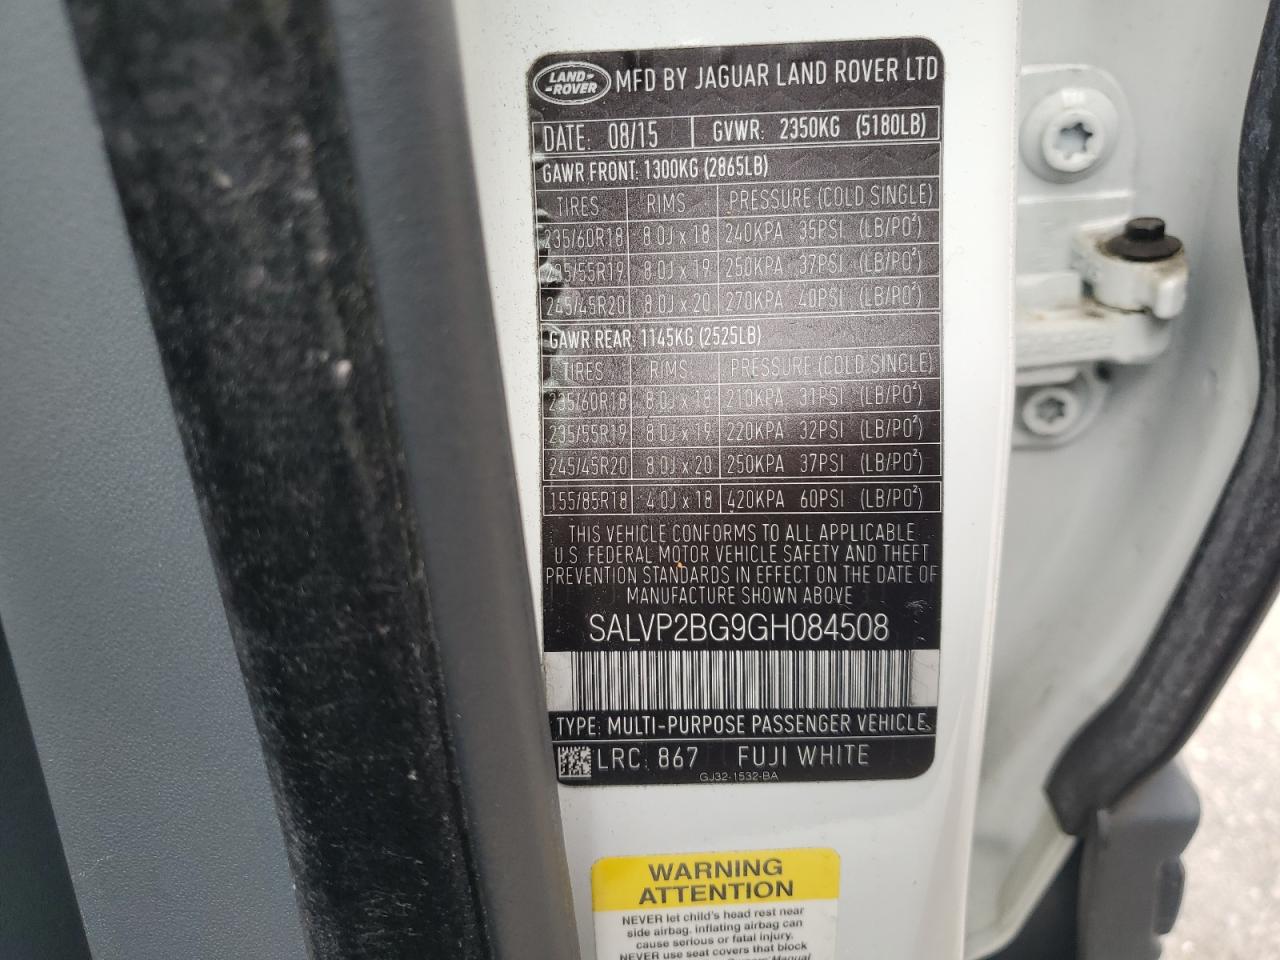 LAND-
-ROVER
MFD BY JAGUAR LAND ROVER LTD
DATE: 08/15 GVWR: 2350KG (5180LB)
GAWR FRONT: 1300KG (2865LB)
TIRES RIMS PRESSURE (COLD SINGLE)
235/60R18 8.0J x 18 240KPA 35PSI (LB/PO²)
235/55R19 8.0J x 19 250KPA 37PSI (LB/PO²)
245/45R20 8.0J x 20 270KPA 40PSI (LB/PO²)
GAWR REAR: 1145KG (2525LB)
TIRES RIMS PRESSURE (COLD SINGLE)
235/60R18 8.0J x 18 210KPA 31PSI (LB/PO²)
235/55R19 8.0J x 19 220KPA 32PSI (LB/PO²)
245/45R20 8.0J x 20 250KPA 37PSI (LB/PO²)
155/85R18 4.0J x 18 420KPA 60PSI (LB/PO²)
THIS VEHICLE CONFORMS TO ALL APPLICABLE
U.S. FEDERAL MOTOR VEHICLE SAFETY AND THEFT
PREVENTION STANDARDS IN EFFECT ON THE DATE OF
MANUFACTURE SHOWN ABOVE
SALVP2BG9GH084508
TYPE: MULTI-PURPOSE PASSENGER VEHICLE
LRC: 867 FUJI WHITE
GJ32-1532-BA
WARNING
ATTENTION
NEVER let child's head rest near
side airbag. inflating airbag can
cause serious or fatal injury.
NEVER use seat covers that block
Manual